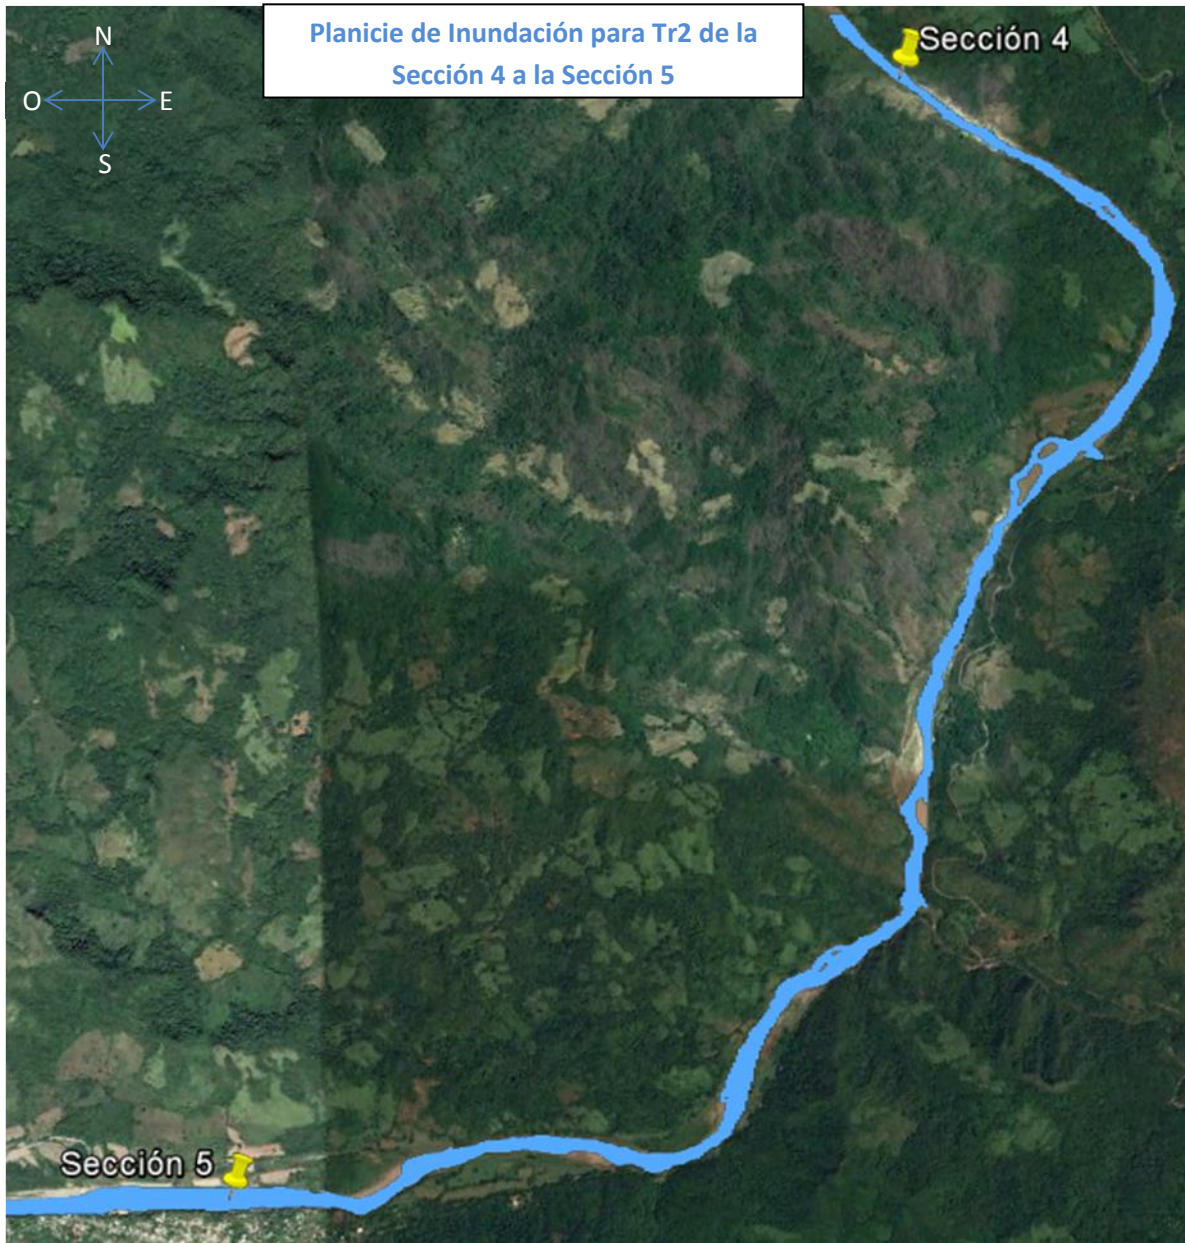 Planicie de Inundación para Tr2 de la
Sección 4 a la Sección 5
Sección 4
N
O E
S
Sección 5